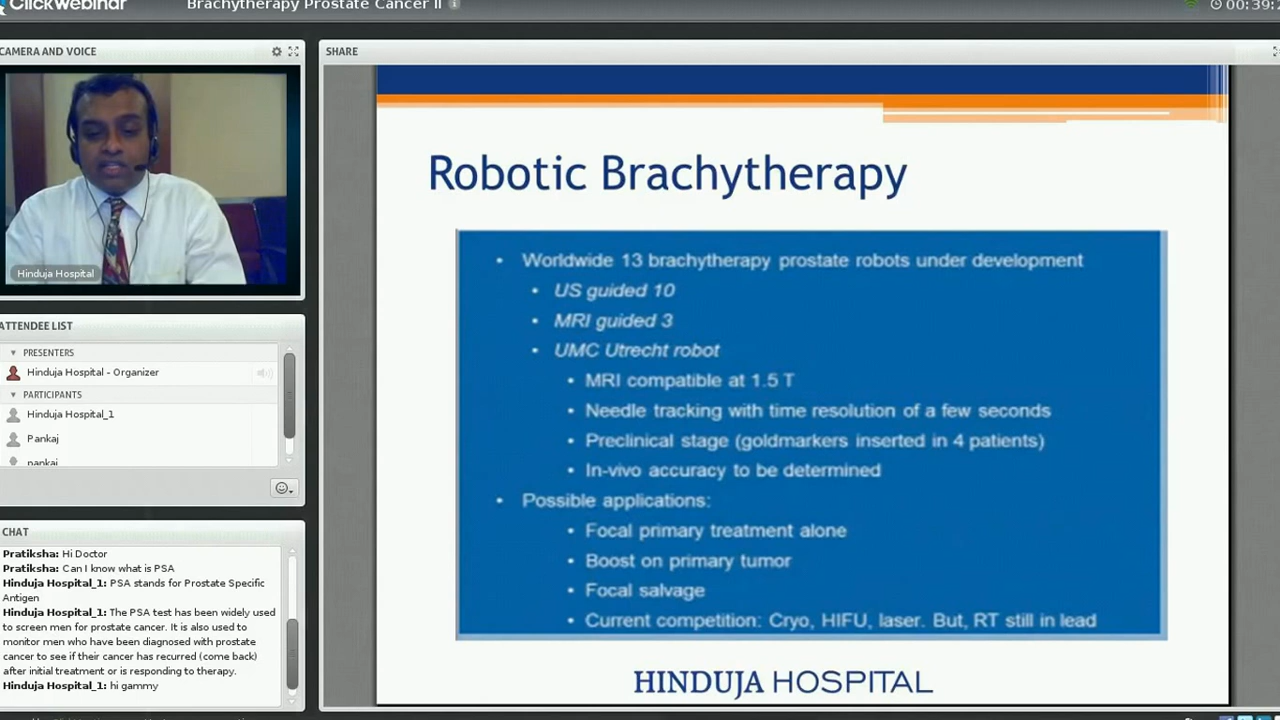 ClickWebinar
Brachytherapy Prostate Cancer II
00:39:
CAMERA AND VOICE
Hinduja Hospital
ATTENDEE LIST
PRESENTERS
Hinduja Hospital - Organizer
PARTICIPANTS
Hinduja Hospital_1
Pankaj
pankaj
CHAT
Pratiksha: Hi Doctor
Pratiksha: Can I know what is PSA
Hinduja Hospital_1: PSA stands for Prostate Specific
Antigen
Hinduja Hospital_1: The PSA test has been widely used
to screen men for prostate cancer. It is also used to
monitor men who have been diagnosed with prostate
cancer to see if their cancer has recurred (come back)
after initial treatment or is responding to therapy.
Hinduja Hospital_1: hi gammy
SHARE
Robotic Brachytherapy
• Worldwide 13 brachytherapy prostate robots under development
• US guided 10
• MRI guided 3
• UMC Utrecht robot
• MRI compatible at 1.5 T
• Needle tracking with time resolution of a few seconds
• Preclinical stage (goldmarkers inserted in 4 patients)
• In-vivo accuracy to be determined
• Possible applications:
• Focal primary treatment alone
• Boost on primary tumor
• Focal salvage
• Current competition: Cryo, HIFU, laser. But, RT still in lead
HINDUJA HOSPITAL